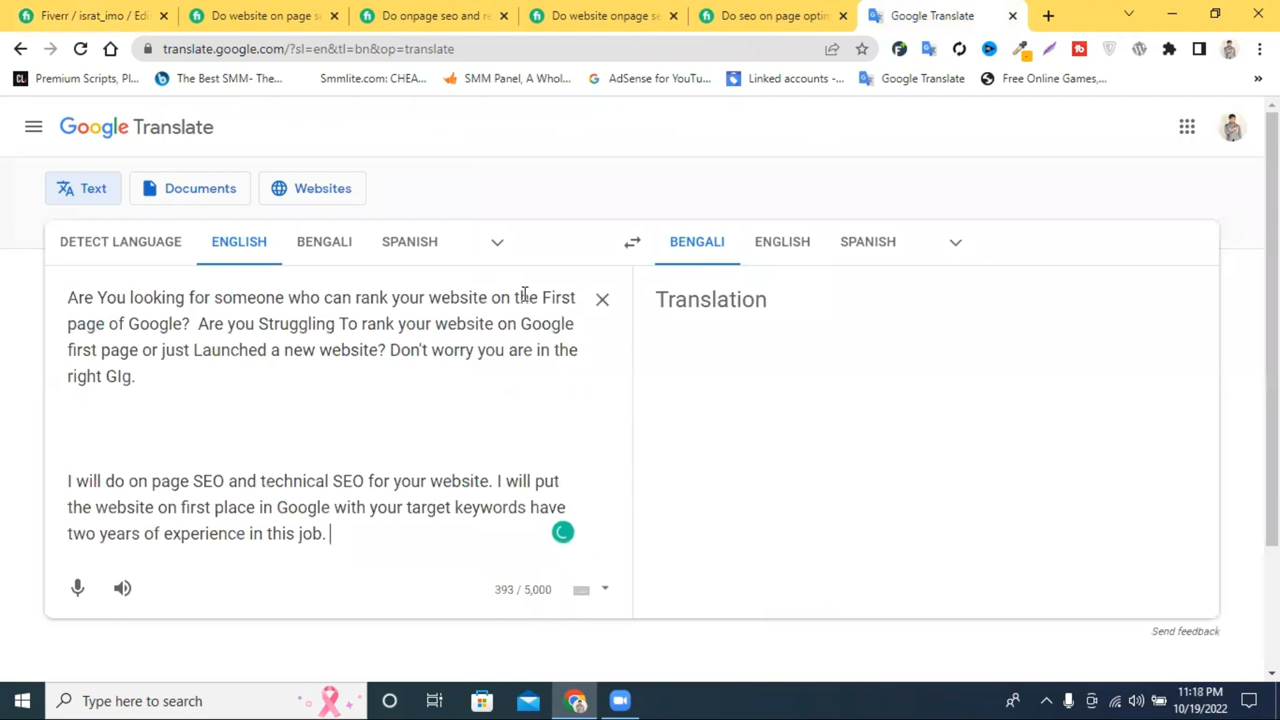 Fiverr / israt_imo / Edi
Do website on page s
Do onpage seo and r
Do website onpage se
Do seo on page optin
Google Translate
translate.google.com/?sl=en&tl=bn&op=translate
Premium Scripts, Pl...
The Best SMM- The...
Smmlite.com: CHEA...
SMM Panel, A Whol...
AdSense for YouTu...
Linked accounts -...
Google Translate
Free Online Games,...
Google Translate
Text
Documents
Websites
DETECT LANGUAGE
ENGLISH
BENGALI
SPANISH
BENGALI
ENGLISH
SPANISH
Are You looking for someone who can rank your website on the First
page of Google?  Are you Struggling To rank your website on Google
first page or just Launched a new website? Don't worry you are in the
right GIg.
I will do on page SEO and technical SEO for your website. I will put
the website on first place in Google with your target keywords have
two years of experience in this job.
Translation
393 / 5,000
Send feedback
Type here to search
11:18 PM
10/19/2022